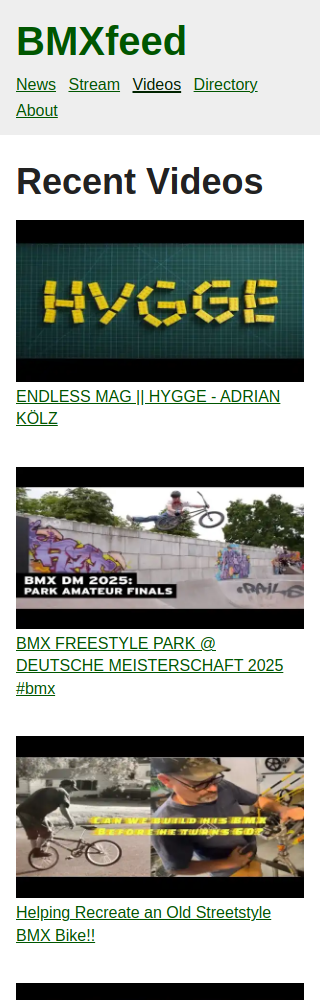 BMXfeed
News Stream Videos Directory
About
Recent Videos
HYGGE
ENDLESS MAG || HYGGE - ADRIAN
KÖLZ
BMX DM 2025:
PARK AMATEUR FINALS
BMX FREESTYLE PARK @
DEUTSCHE MEISTERSCHAFT 2025
#bmx
CAN WE BUILD HIS BMX
BEFORE HE TURNS 60?
Helping Recreate an Old Streetstyle
BMX Bike!!